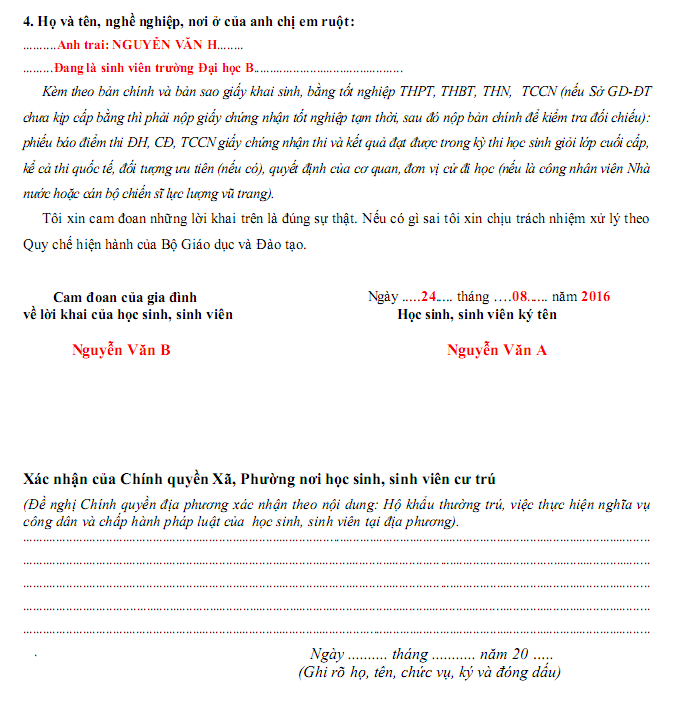 4. Họ và tên, nghề nghiệp, nơi ở của anh chị em ruột:
...........Anh trai: NGUYỄN VĂN H........
..........Đang là sinh viên trường Đại học B................................................
Kèm theo bản chính và bản sao giấy khai sinh, bằng tốt nghiệp THPT, THBT, THN, TCCN (nếu Sở GD-ĐT
chưa kịp cấp bằng thì phải nộp giấy chứng nhận tốt nghiệp tạm thời, sau đó nộp bản chính để kiểm tra đối chiếu):
phiếu báo điểm thi ĐH, CĐ, TCCN giấy chứng nhận thi và kết quả đạt được trong kỳ thi học sinh giỏi lớp cuối cấp,
kể cả thi quốc tế, đối tượng ưu tiên (nếu có), quyết định của cơ quan, đơn vị cử đi học (nếu là công nhân viên Nhà
nước hoặc cán bộ chiến sĩ lực lượng vũ trang).
Tôi xin cam đoan những lời khai trên là đúng sự thật. Nếu có gì sai tôi xin chịu trách nhiệm xử lý theo
Quy chế hiện hành của Bộ Giáo dục và Đào tạo.
Cam đoan của gia đình
về lời khai của học sinh, sinh viên
Nguyễn Văn B
Ngày .....24..... tháng ....08...... năm 2016
Học sinh, sinh viên ký tên
Nguyễn Văn A
Xác nhận của Chính quyền Xã, Phường nơi học sinh, sinh viên cư trú
(Đề nghị Chính quyền địa phương xác nhận theo nội dung: Hộ khẩu thường trú, việc thực hiện nghĩa vụ
công dân và chấp hành pháp luật của học sinh, sinh viên tại địa phương).
Ngày .......... tháng ........... năm 20 .....
(Ghi rõ họ, tên, chức vụ, ký và đóng dấu)